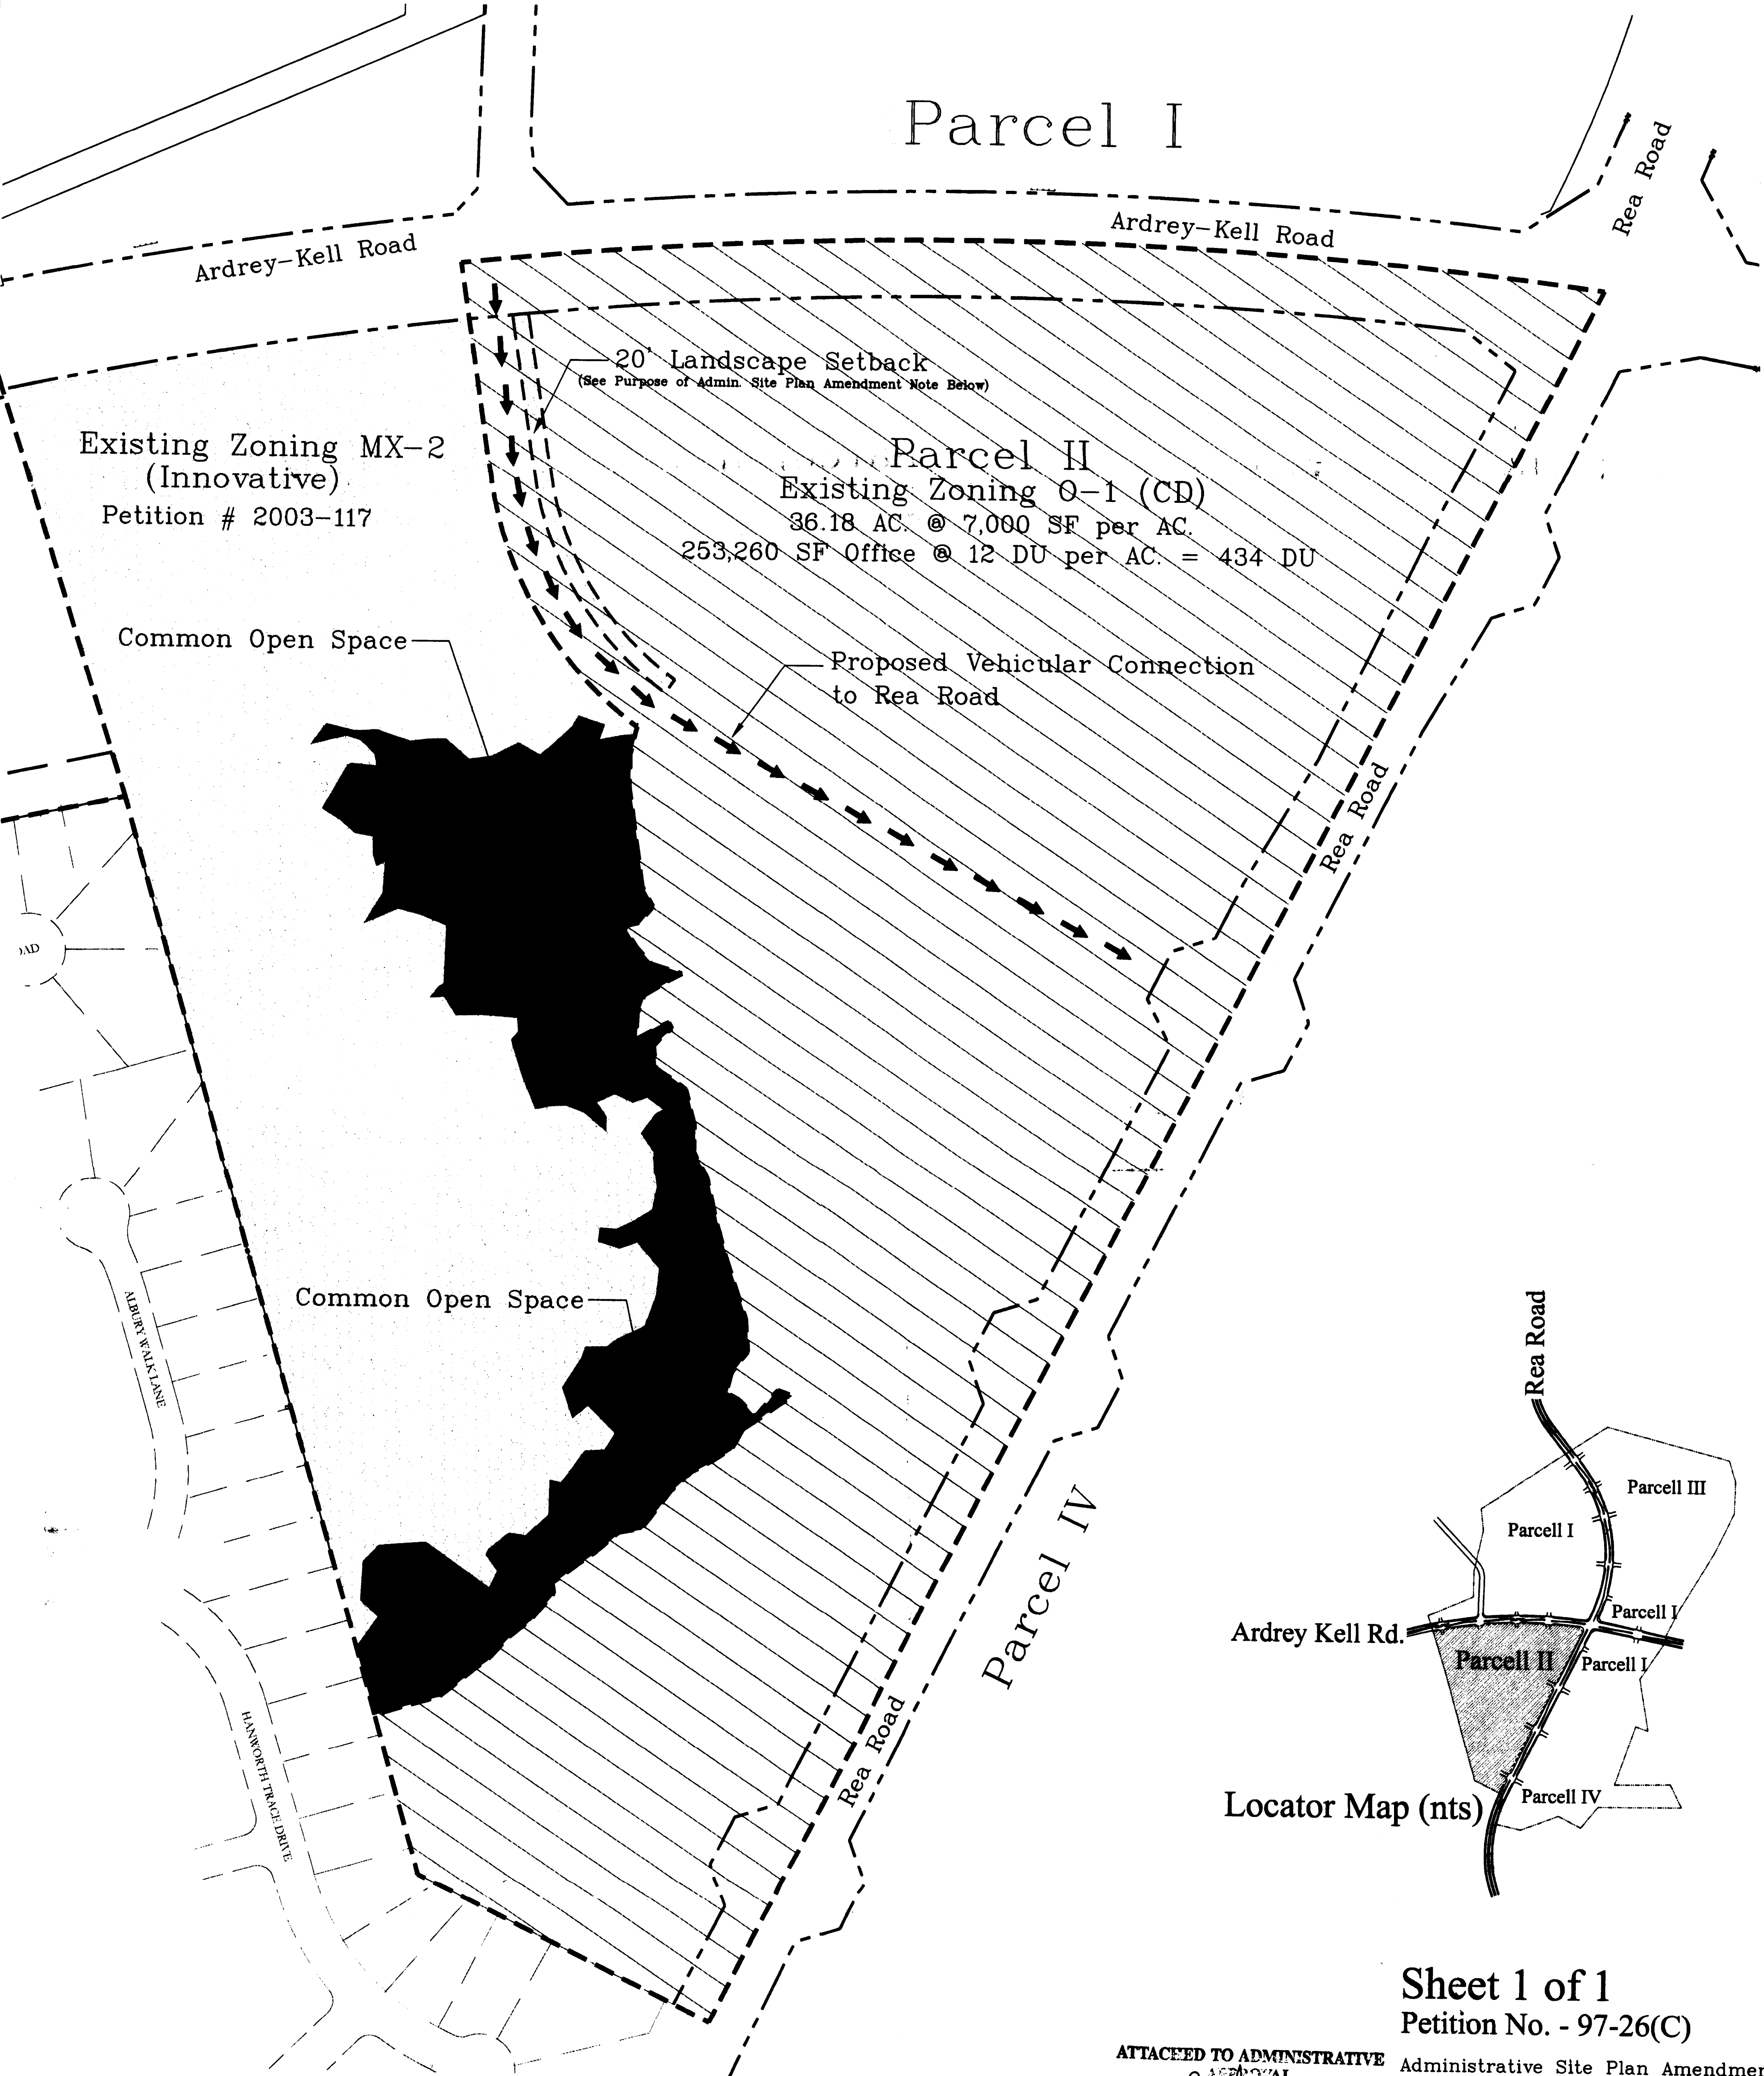 Parcel I
Rea Road
Ardrey-Kell Road
Ardrey-Kell Road
20' Landscape Setback
(See Purpose of Admin. Site Plan Amendment Note Below)
Existing Zoning MX-2
(Innovative)
Petition # 2003-117
Parcel II
Existing Zoning O-1 (CD)
36.18 AC. @ 7,000 SF per AC.
253,260 SF Office @ 12 DU per AC. = 434 DU
Common Open Space
Proposed Vehicular Connection
to Rea Road
Rea Road
Common Open Space
ALBURY WALK LANE
Rea Road
Parcell III
Parcell I
Parcel IV
Parcell I
Ardrey Kell Rd.
Parcell II
Parcell I
HANWORTH TRACE DRIVE
Rea Road
Parcell IV
Locator Map (nts)
Sheet 1 of 1
Petition No. - 97-26(C)
ATTACHED TO ADMINISTRATIVE
Administrative Site Plan